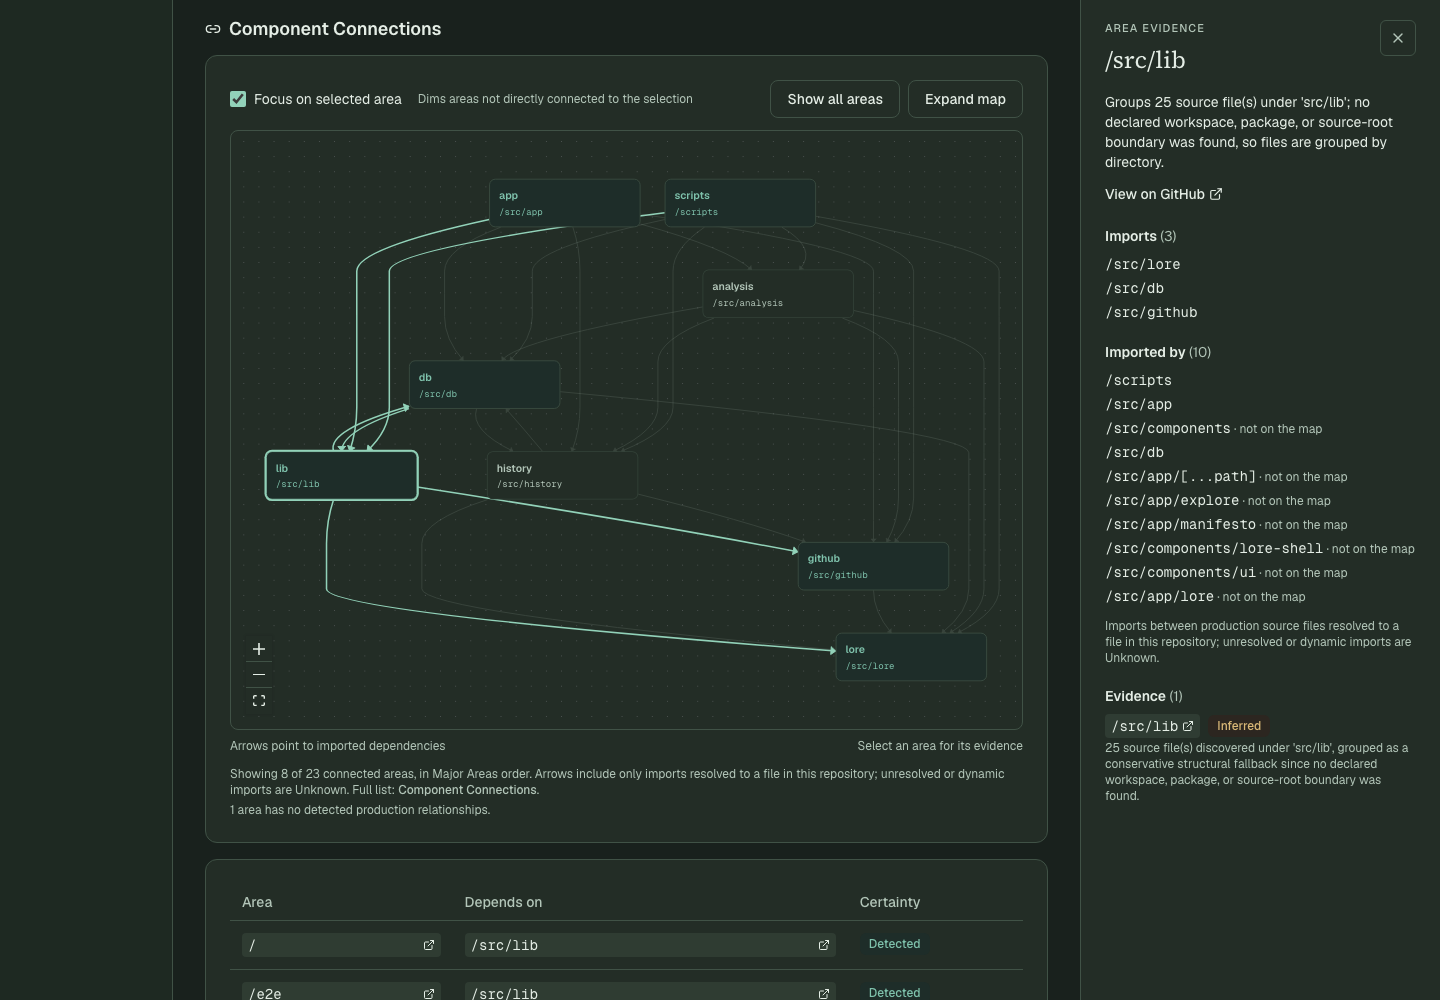 Component Connections
Focus on selected area
Dims areas not directly connected to the selection
Show all areas
Expand map
app
/src/app
scripts
/scripts
analysis
/src/analysis
db
/src/db
lib
/src/lib
history
/src/history
github
/src/github
lore
/src/lore
Arrows point to imported dependencies
Select an area for its evidence
Showing 8 of 23 connected areas, in Major Areas order. Arrows include only imports resolved to a file in this repository; unresolved or dynamic
imports are Unknown. Full list: Component Connections.
1 area has no detected production relationships.
Area
Depends on
Certainty
/
/src/lib
Detected
/e2e
/src/lib
Detected
AREA EVIDENCE
/src/lib
Groups 25 source file(s) under 'src/lib'; no
declared workspace, package, or source-root
boundary was found, so files are grouped by
directory.
View on GitHub
Imports (3)
/src/lore
/src/db
/src/github
Imported by (10)
/scripts
/src/app
/src/components · not on the map
/src/db
/src/app/[...path] · not on the map
/src/app/explore · not on the map
/src/app/manifesto · not on the map
/src/components/lore-shell · not on the map
/src/components/ui · not on the map
/src/app/lore · not on the map
Imports between production source files resolved to a
file in this repository; unresolved or dynamic imports are
Unknown.
Evidence (1)
/src/lib
Inferred
25 source file(s) discovered under 'src/lib', grouped as a
conservative structural fallback since no declared
workspace, package, or source-root boundary was
found.